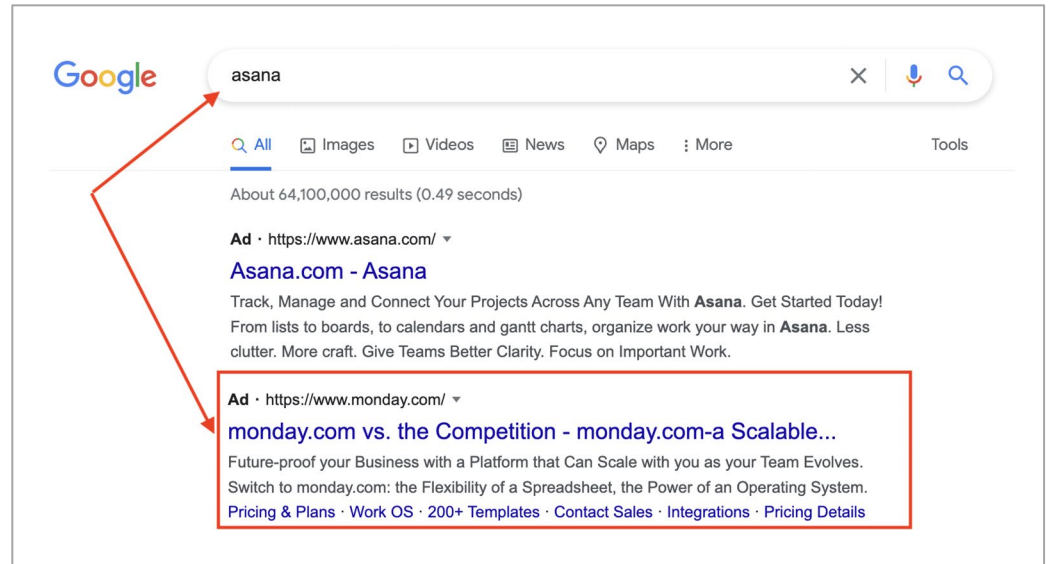 Google
asana
All Images Videos News Maps More Tools
About 64,100,000 results (0.49 seconds)
Ad · https://www.asana.com/
Asana.com - Asana
Track, Manage and Connect Your Projects Across Any Team With Asana. Get Started Today!
From lists to boards, to calendars and gantt charts, organize work your way in Asana. Less
clutter. More craft. Give Teams Better Clarity. Focus on Important Work.
Ad · https://www.monday.com/
monday.com vs. the Competition - monday.com-a Scalable...
Future-proof your Business with a Platform that Can Scale with you as your Team Evolves.
Switch to monday.com: the Flexibility of a Spreadsheet, the Power of an Operating System.
Pricing & Plans · Work OS · 200+ Templates · Contact Sales · Integrations · Pricing Details